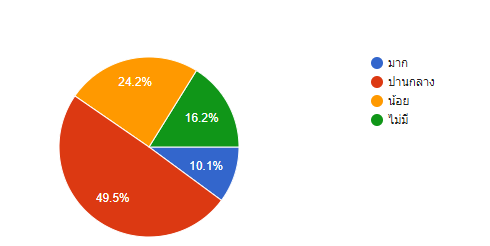 24.2%
16.2%
10.1%
49.5%
มาก
ปานกลาง
น้อย
ไม่มี